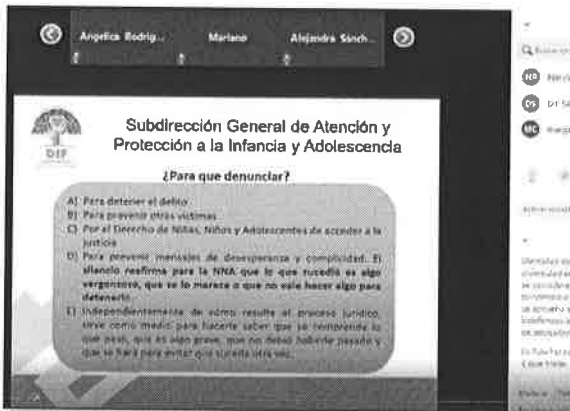 Angelica Rodrig...
Mariano
Alejandra Sánch...
DIF
Subdirección General de Atención y
Protección a la Infancia y Adolescencia
¿Para que denunciar?
A) Para detener el delito
B) Para prevenir otras víctimas
C) Por el Derecho de Niñas, Niños y Adolescentes de acceder a la
justicia
D) Para prevenir mensajes de desesperanza y complicidad. El
silencio reafirma para la NNA que lo que sucedió es algo
vergonzoso, que se lo merece o que no vale hacer algo para
detenerlo
E) Independientemente de cómo resulte el proceso jurídico,
sirve como medio para hacerle saber que se comprende lo
que pasó, que es algo grave, que no debió haberle pasado y
que se hará para evitar que suceda otra vez.
DS
MC